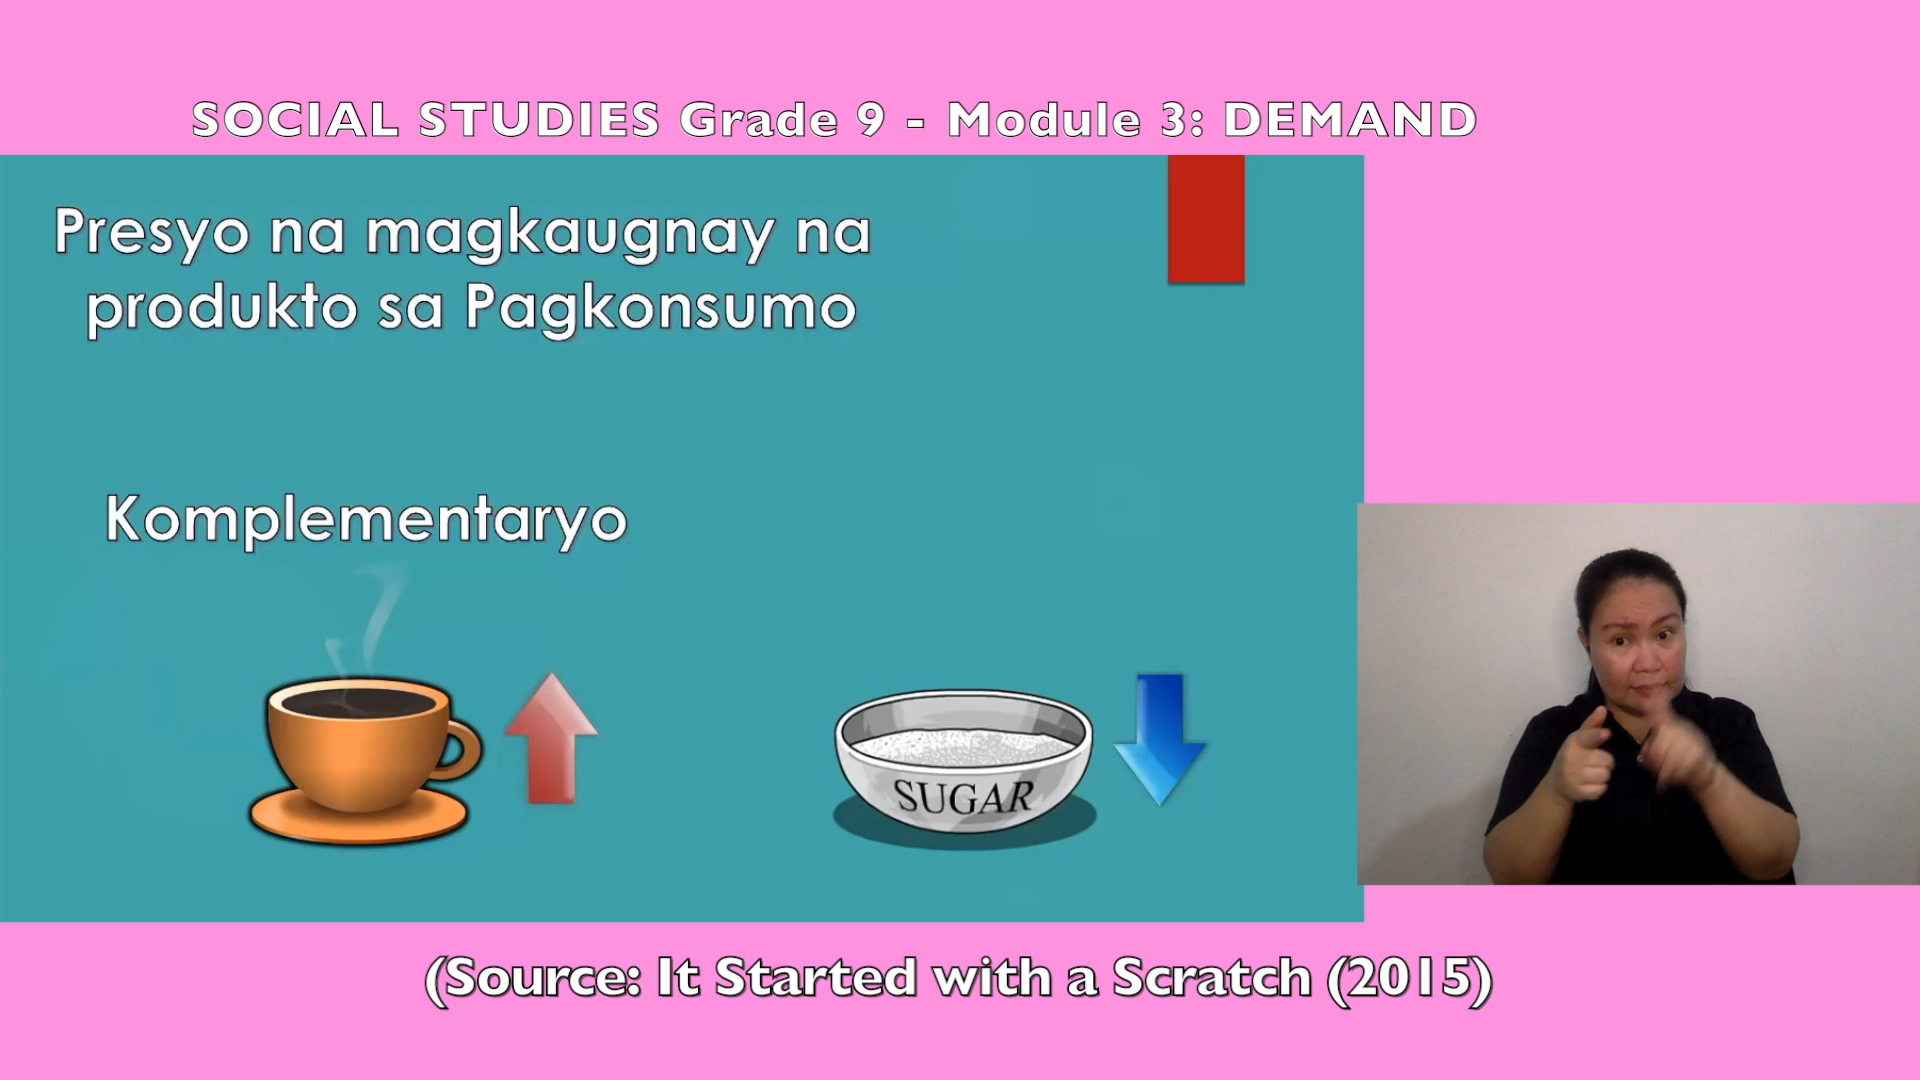 SOCIAL STUDIES Grade 9 - Module 3: DEMAND
Presyo na magkaugnay na
produkto sa Pagkonsumo
Komplementaryo
SUGAR
(Source: It Started with a Scratch (2015)